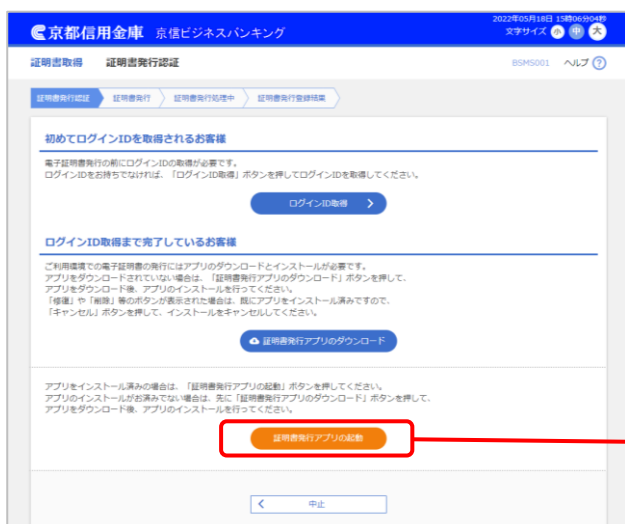 2022年05月18日 15時06分04秒
京都信用金庫 京信ビジネスバンキング
文字サイズ 小 中 大
証明書取得 証明書発行認証 BSMS001 ヘルプ ?
証明書発行認証 証明書発行 証明書発行処理中 証明書発行登録結果
初めてログインIDを取得されるお客様
電子証明書発行の前にログインIDの取得が必要です。
ログインIDをお持ちでなければ、「ログインID取得」ボタンを押してログインIDを取得してください。
ログインID取得
ログインID取得まで完了しているお客様
ご利用環境での電子証明書の発行にはアプリのダウンロードとインストールが必要です。
アプリをダウンロードされていない場合は、「証明書発行アプリのダウンロード」ボタンを押して、
アプリをダウンロード後、アプリのインストールを行ってください。
「修復」や「削除」等のボタンが表示された場合は、既にアプリをインストール済みですので、
「キャンセル」ボタンを押して、インストールをキャンセルしてください。
証明書発行アプリのダウンロード
アプリをインストール済みの場合は、「証明書発行アプリの起動」ボタンを押してください。
アプリのインストールがお済みでない場合は、先に「証明書発行アプリのダウンロード」ボタンを押して、
アプリをダウンロード後、アプリのインストールを行ってください。
証明書発行アプリの起動
中止